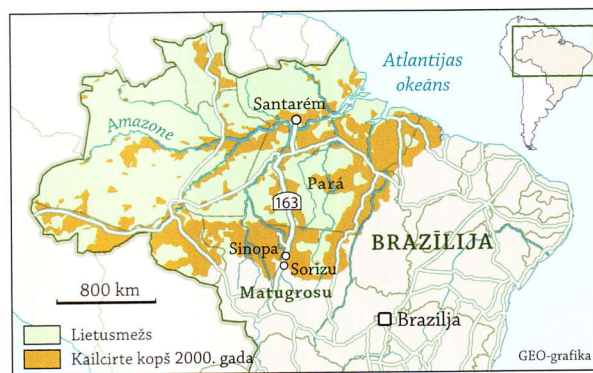 Atlantijas
okeāns
Santarém
Amazone
Pará
163
BRAZĪLIJA
Sinopa
Sorizu
Matugrosu
800 km
Brazilja
Lietusmežs
Kailcirte kopš 2000. gada
GEO-grafika